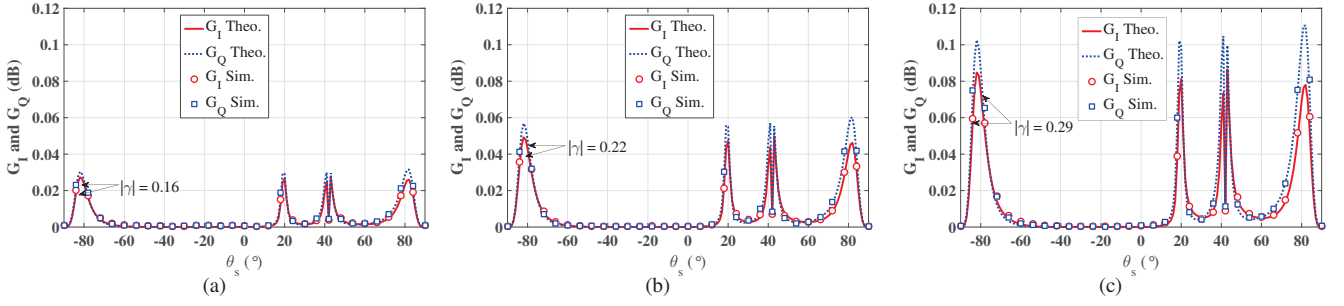 0.12
0.1
0.08
0.06
0.04
0.02
0
G_I and G_Q (dB)
G_I Theo.
G_Q Theo.
G_I Sim.
G_Q Sim.
|γ| = 0.16
-80 -60 -40 -20 0 20 40 60 80
θ_s (°)
(a)
0.12
0.1
0.08
0.06
0.04
0.02
0
G_I and G_Q (dB)
G_I Theo.
G_Q Theo.
G_I Sim.
G_Q Sim.
|γ| = 0.22
-80 -60 -40 -20 0 20 40 60 80
θ_s (°)
(b)
0.12
0.1
0.08
0.06
0.04
0.02
0
G_I and G_Q (dB)
G_I Theo.
G_Q Theo.
G_I Sim.
G_Q Sim.
|γ| = 0.29
-80 -60 -40 -20 0 20 40 60 80
θ_s (°)
(c)